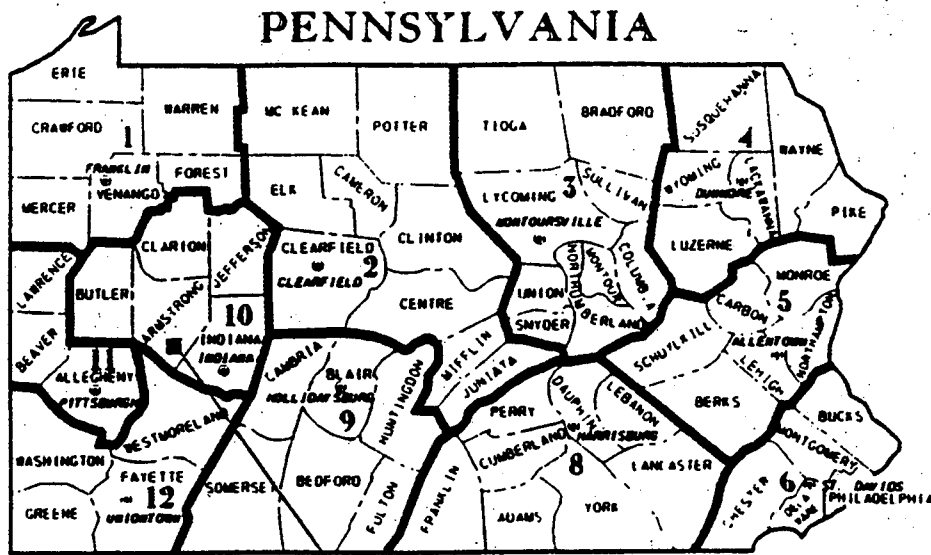 PENNSYLVANIA
ERIE
WARREN
MC KEAN
POTTER
TIOGA
BRADFORD
SUSQUEHANNA
WAYNE
CRAWFORD
1
4
FRANKLIN
VENANGO
FOREST
ELK
CAMERON
LYCOMING
3
SULLIVAN
WYOMING
DUNMORE
LACKAWANNA
PIKE
MERCER
CLARION
JEFFERSON
CLEARFIELD
CLEARFIELD
2
CLINTON
MONTOURSVILLE
LUZERNE
LAWRENCE
BUTLER
ARMSTRONG
10
INDIANA
INDIANA
CENTRE
UNION
SNYDER
NORTHUMBERLAND
MONTOUR
COLUMBIA
MONROE
CARBON
5
BEAVER
11
ALLEGHENY
PITTSBURGH
CAMBRIA
BLAIR
HOLLIDAYSBURG
9
HUNTINGDON
MIFFLIN
JUNIATA
SCHUYLKILL
ALLENTOWN
LEHIGH
NORTHAMPTON
WESTMORELAND
PERRY
DAUPHIN
LEBANON
BERKS
BUCKS
WASHINGTON
FAYETTE
12
UNIONTOWN
SOMERSET
BEDFORD
FULTON
FRANKLIN
CUMBERLAND
HARRISBURG
8
LANCASTER
MONTGOMERY
GREENE
ADAMS
YORK
CHESTER
6
DELAWARE
ST. DAVIDS
PHILADELPHIA